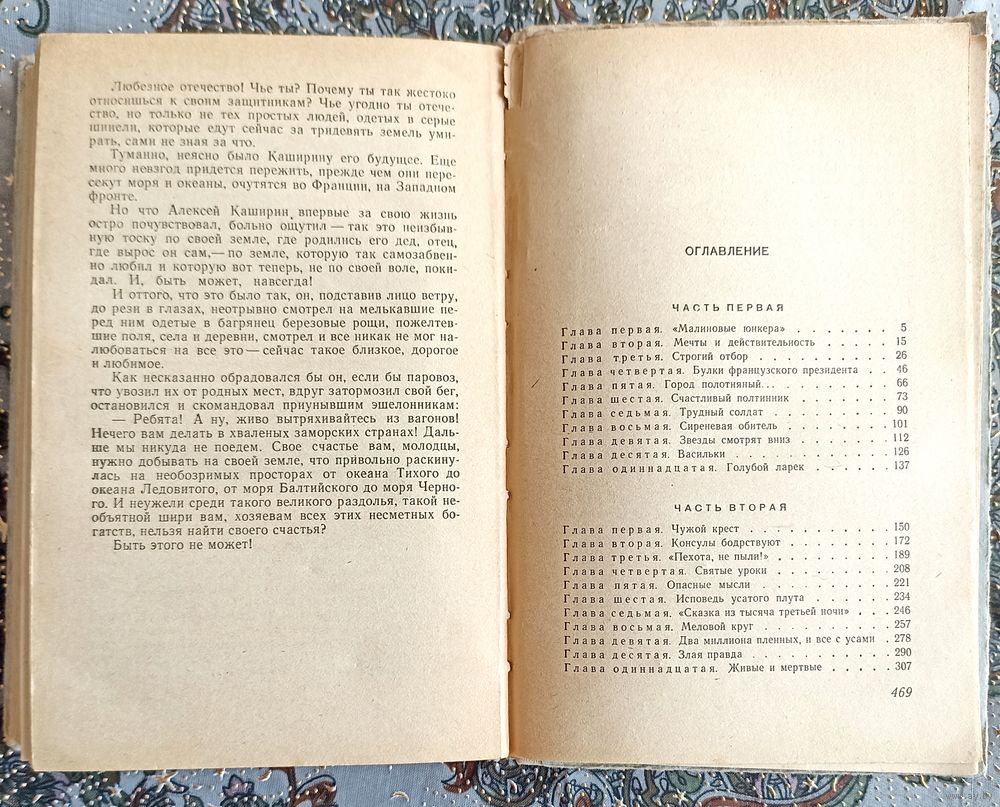 Любезное отечество! Чье ты? Почему ты так жестоко
относишься к своим защитникам? Чье угодно ты отече-
ство, но только не тех простых людей, одетых в серые
шинели, которые едут сейчас за тридевять земель уми-
рать, сами не зная за что.
Туманно, неясно было Каширину его будущее. Еще
много невзгод придется пережить, прежде чем они пере-
секут моря и океаны, очутятся во Франции, на Западном
фронте.
Но что Алексей Каширин впервые за свою жизнь
остро почувствовал, больно ощутил — так это неизбыв-
ную тоску по своей земле, где родились его дед, отец,
где вырос он сам,— по земле, которую так самозабвен-
но любил и которую вот теперь, не по своей воле, поки-
дал. И, быть может, навсегда!
И оттого, что это было так, он, подставив лицо ветру,
до рези в глазах, неотрывно смотрел на мелькавшие пе-
ред ним одетые в багрянец березовые рощи, пожелтев-
шие поля, села и деревни, смотрел и все никак не мог на-
любоваться на все это — сейчас такое близкое, дорогое
и любимое.
Как несказанно обрадовался бы он, если бы паровоз,
что увозил их от родных мест, вдруг затормозил свой бег,
остановился и скомандовал приунывшим эшелонникам:
— Ребята! А ну, живо вытряхивайтесь из вагонов!
Нечего вам делать в хваленых заморских странах! Даль-
ше мы никуда не поедем. Свое счастье вам, молодцы,
нужно добывать на своей земле, что привольно раскину-
лась на необозримых просторах от океана Тихого до
океана Ледовитого, от моря Балтийского до моря Черно-
го. И неужели среди такого великого раздолья, такой не-
объятной шири вам, хозяевам всех этих несметных бо-
гатств, нельзя найти своего счастья?
Быть этого не может!
ОГЛАВЛЕНИЕ
ЧАСТЬ ПЕРВАЯ
Глава первая. «Малиновые юнкера» . . . . . . . 5
Глава вторая. Мечты и действительность . . . . . 15
Глава третья. Строгий отбор . . . . . . . . . 26
Глава четвертая. Булки французского президента . . 46
Глава пятая. Город полотняный. . . . . . . . . . 66
Глава шестая. Счастливый полтинник . . . . . . 73
Глава седьмая. Трудный солдат . . . . . . . . 90
Глава восьмая. Сиреневая обитель . . . . . . . 101
Глава девятая. Звезды смотрят вниз . . . . . . 112
Глава десятая. Васильки . . . . . . . . . . 126
Глава одиннадцатая. Голубой ларек . . . . . 137
ЧАСТЬ ВТОРАЯ
Глава первая. Чужой крест . . . . . . . . . 150
Глава вторая. Консулы бодрствуют . . . . . . . 172
Глава третья. «Пехота, не пыли!» . . . . . . . . 189
Глава четвертая. Святые уроки . . . . . . . . 208
Глава пятая. Опасные мысли . . . . . . . . . 221
Глава шестая. Исповедь усатого плута . . . . . 234
Глава седьмая. «Сказка из тысяча третьей ночи» . . . 246
Глава восьмая. Меловой круг . . . . . . . . 257
Глава девятая. Два миллиона пленных, и все с усами . 278
Глава десятая. Злая правда . . . . . . . . . 290
Глава одиннадцатая. Живые и мертвые . . . . . 307
469